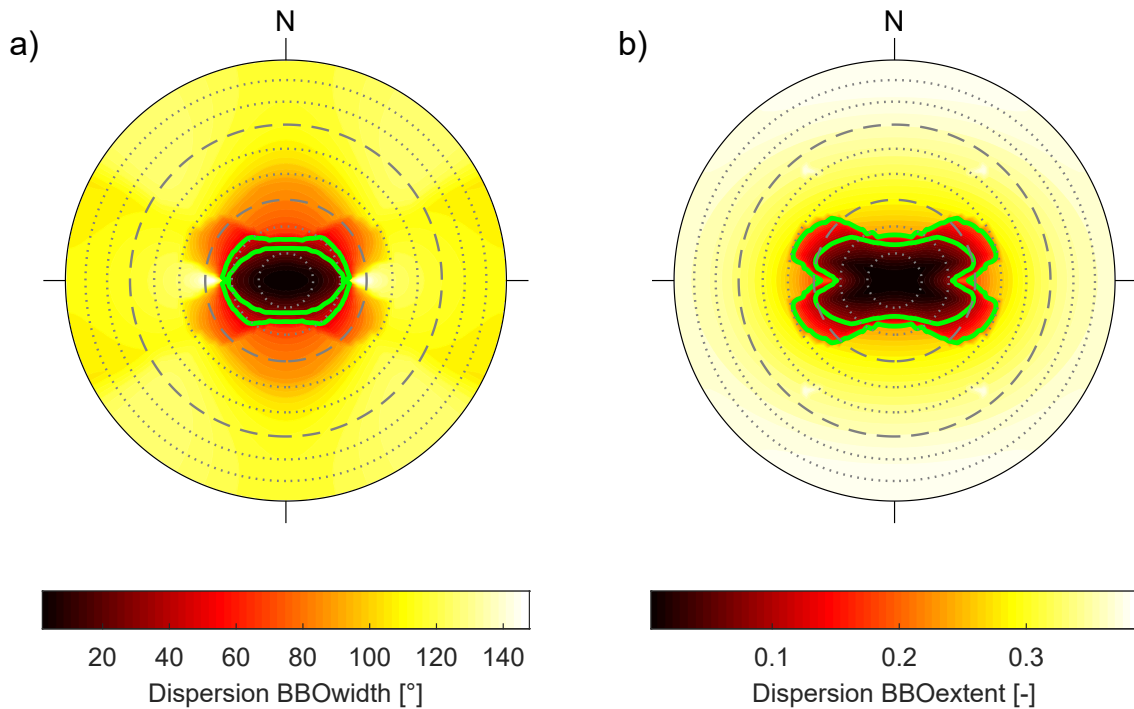 a)
N
b)
N
20 40 60 80 100 120 140
Dispersion BBOwidth [°]
0.1 0.2 0.3
Dispersion BBOextent [-]